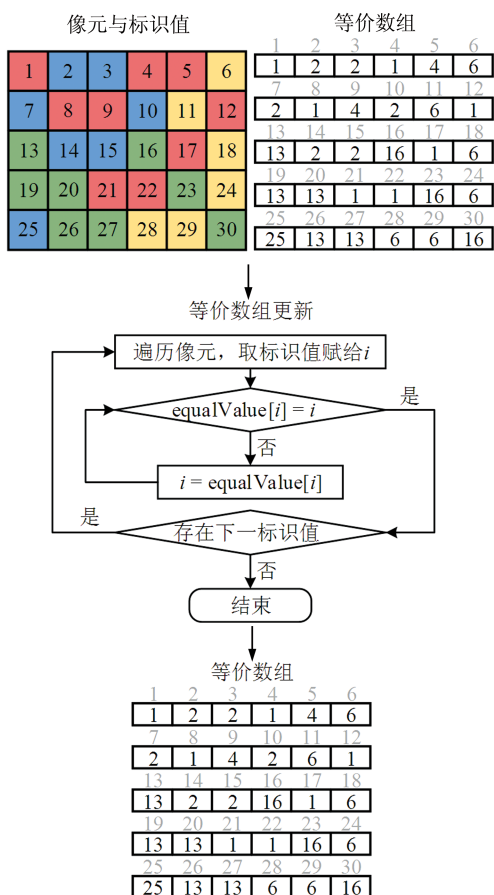 像元与标识值
等价数组
1 2 3 4 5 6
7 8 9 10 11 12
13 14 15 16 17 18
19 20 21 22 23 24
25 26 27 28 29 30
1 2 3 4 5 6
1 2 2 1 4 6
7 8 9 10 11 12
2 1 4 2 6 1
13 14 15 16 17 18
13 2 2 16 1 6
19 20 21 22 23 24
13 13 1 1 16 6
25 26 27 28 29 30
25 13 13 6 6 16
等价数组更新
遍历像元，取标识值赋给i
equalValue[i] = i
是
否
i = equalValue[i]
是
存在下一标识值
否
结束
等价数组
1 2 3 4 5 6
1 2 2 1 4 6
7 8 9 10 11 12
2 1 4 2 6 1
13 14 15 16 17 18
13 2 2 16 1 6
19 20 21 22 23 24
13 13 1 1 16 6
25 26 27 28 29 30
25 13 13 6 6 16